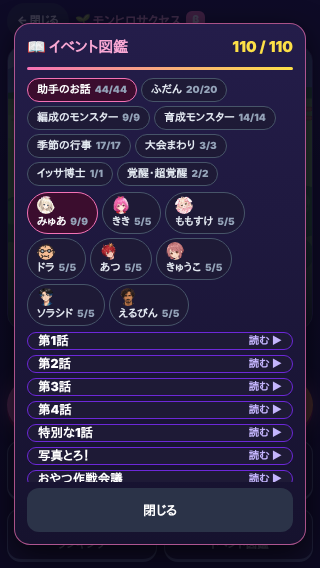 ← 閉じる 🌱 モンヒロサクセス
📖 イベント図鑑 110 / 110
助手のお話 44/44 ふだん 20/20
編成のモンスター 9/9 育成モンスター 14/14
季節の行事 17/17 大会まわり 3/3
イッサ博士 1/1 覚醒・超覚醒 2/2
みゅあ 9/9 きき 5/5 ももすけ 5/5
ドラ 5/5 あつ 5/5 きゅうこ 5/5
ソラシド 5/5 えるぴん 5/5
第1話 読む ▶
第2話 読む ▶
第3話 読む ▶
第4話 読む ▶
特別な1話 読む ▶
写真とろ! 読む ▶
おやつ作戦会議 読む ▶
閉じる